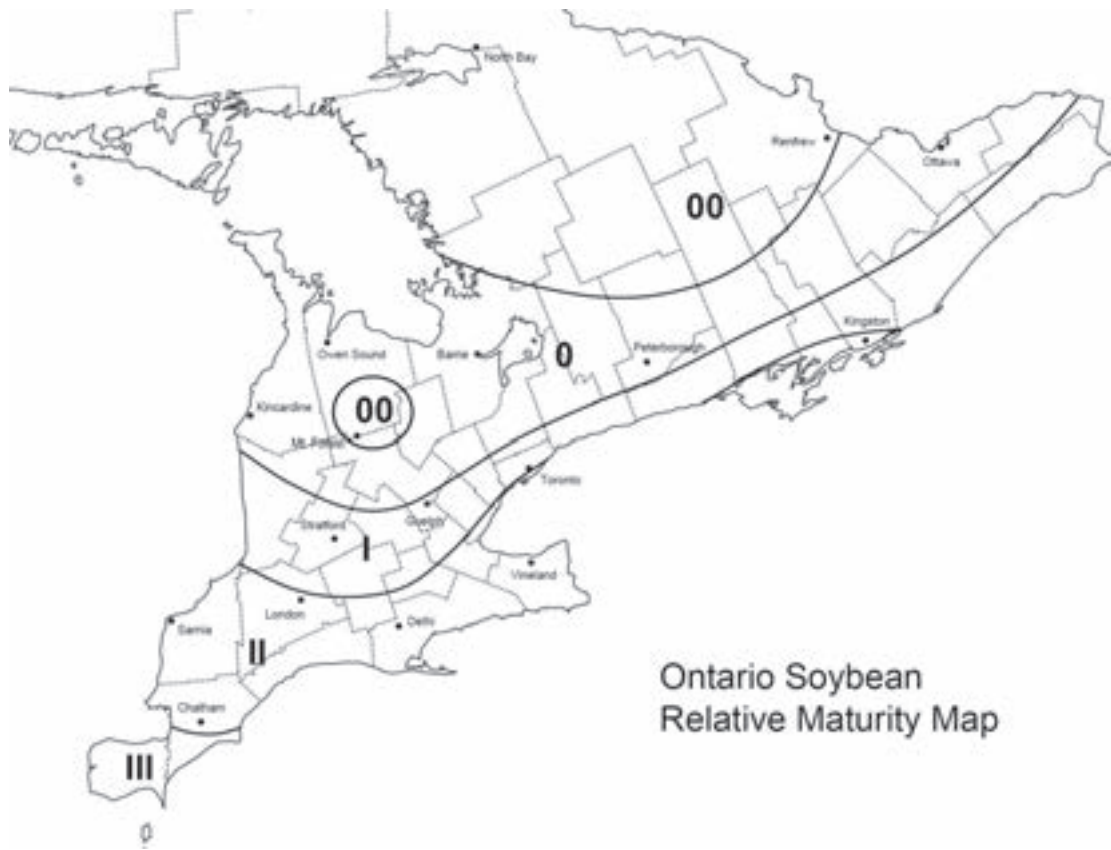 North Bay
Renfrew
Ottawa
00
Kingston
Owen Sound
Barrie
0
Peterborough
Kincardine
00
Mt. Forest
Toronto
Guelph
Stratford
I
Vineland
London
Delhi
Sarnia
II
Ontario Soybean
Relative Maturity Map
Chatham
III